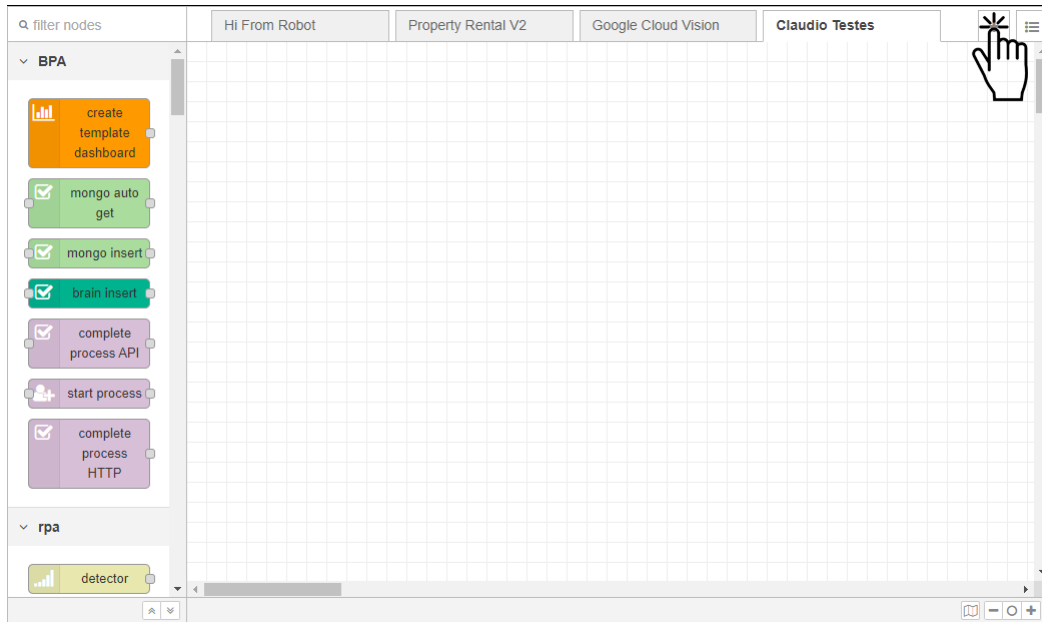 filter nodes
Hi From Robot
Property Rental V2
Google Cloud Vision
Claudio Testes
BPA
create
template
dashboard
mongo auto
get
mongo insert
brain insert
complete
process API
start process
complete
process
HTTP
rpa
detector